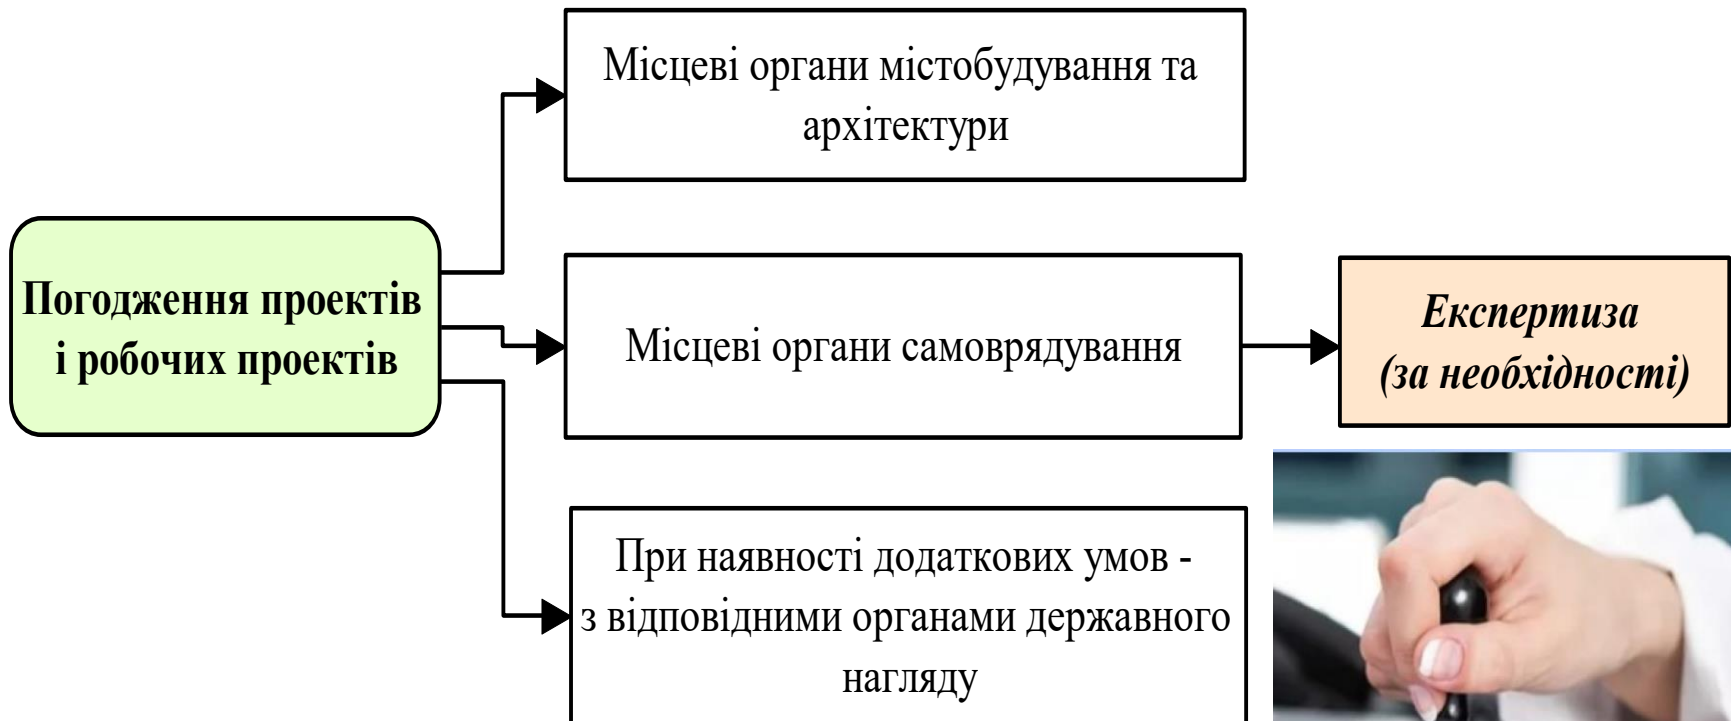 Місцеві органи містобудування та
архітектури
Погодження проектів
і робочих проектів
Місцеві органи самоврядування
Експертиза
(за необхідності)
При наявності додаткових умов -
з відповідними органами державного
нагляду